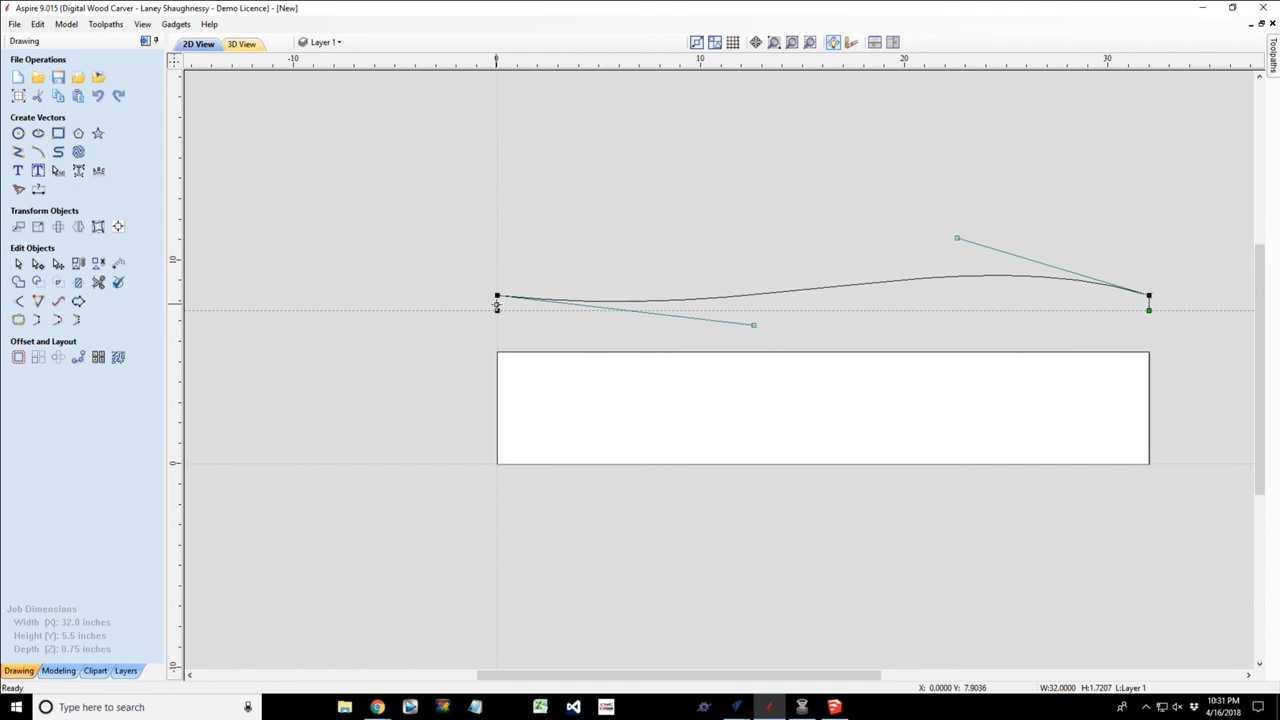 Aspire 9.015 {Digital Wood Carver - Laney Shaughnessy - Demo Licence} - [New]
File Edit Model Toolpaths View Gadgets Help
Drawing
2D View 3D View Layer 1
Toolpaths
File Operations
Create Vectors
Transform Objects
Edit Objects
Offset and Layout
-10 0 10 20 30
10
0
-10
Job Dimensions
Width (X): 32.0 inches
Height (Y): 5.5 inches
Depth (Z): 0.75 inches
Drawing Modeling Clipart Layers
Ready
X: 0.0000 Y: 7.9036 W:32.0000 H:1.7207 L:Layer 1
Type here to search
10:31 PM
4/16/2018